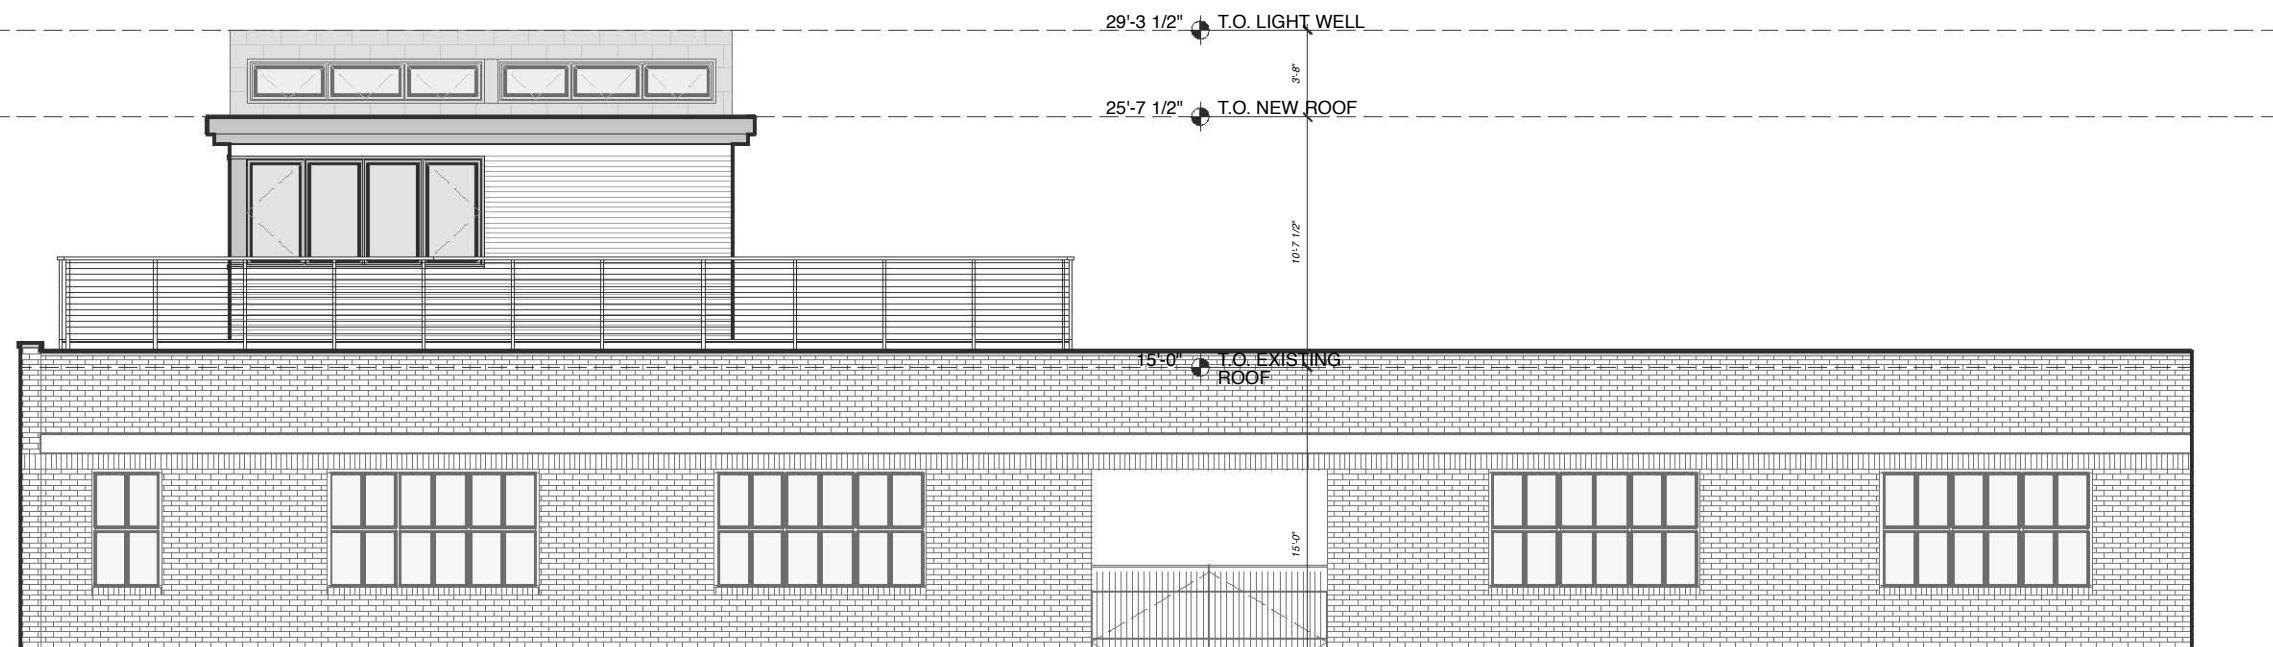 29'-3 1/2" T.O. LIGHT WELL
3'-8"
25'-7 1/2" T.O. NEW ROOF
10'-7 1/2"
15'-0" T.O. EXISTING
ROOF
15'-0"